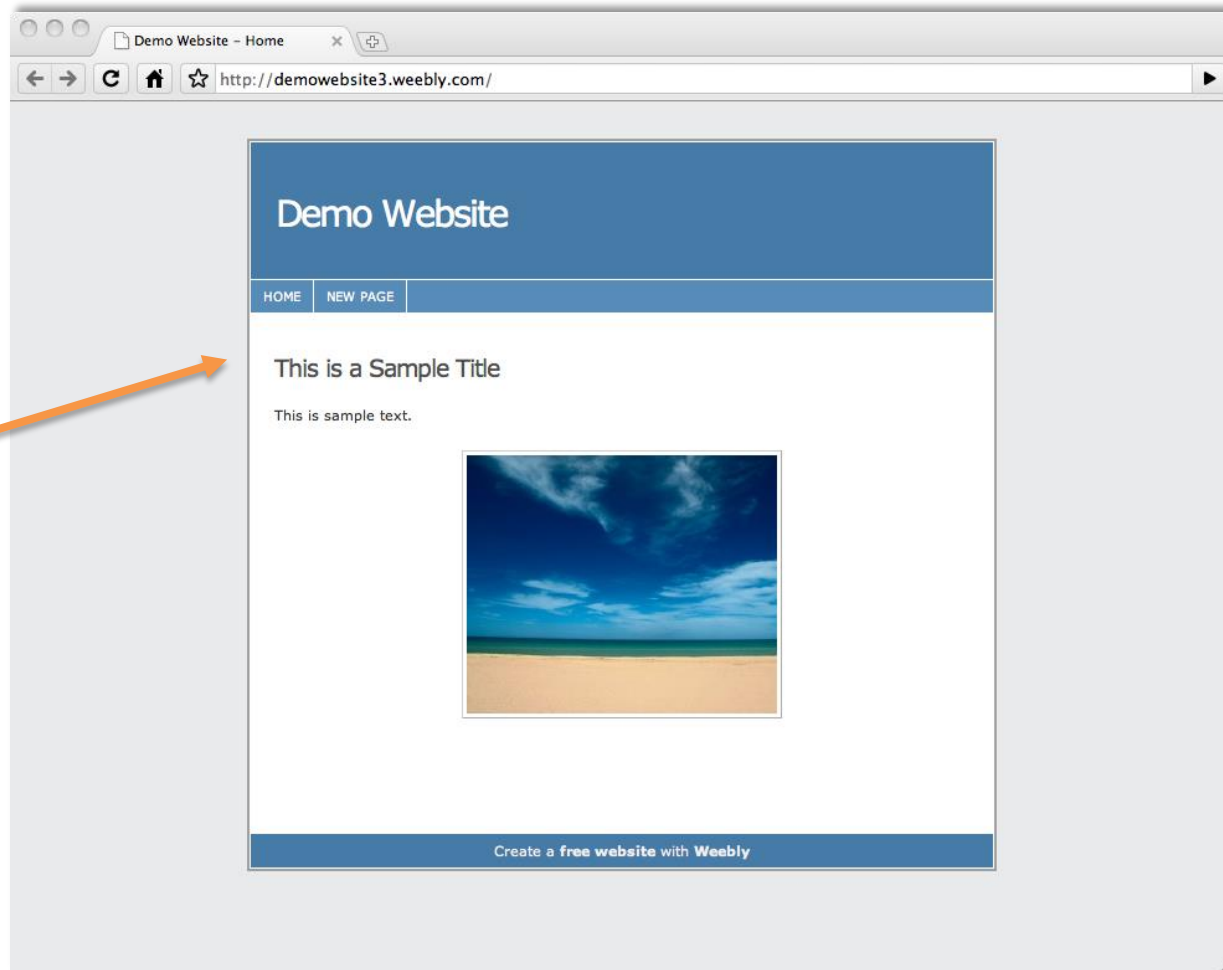 Demo Website – Home
http://demowebsite3.weebly.com/
Demo Website
HOME NEW PAGE
This is a Sample Title
This is sample text.
Create a free website with Weebly